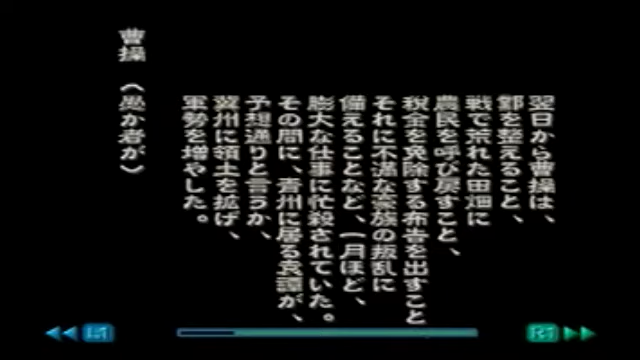 翌日から曹操は、
鄴を整えること、
戦で荒れた田畑に
農民を呼び戻すこと、
税金を免除する布告を出すこと
それに不満な豪族の叛乱に
備えることなど、一月ほど、
膨大な仕事に忙殺されていた。
その間に、青州に居る袁譚が、
予想通りと言うか、
冀州に領土を拡げ、
軍勢を増やした。
曹操（愚か者が）
L1
R1